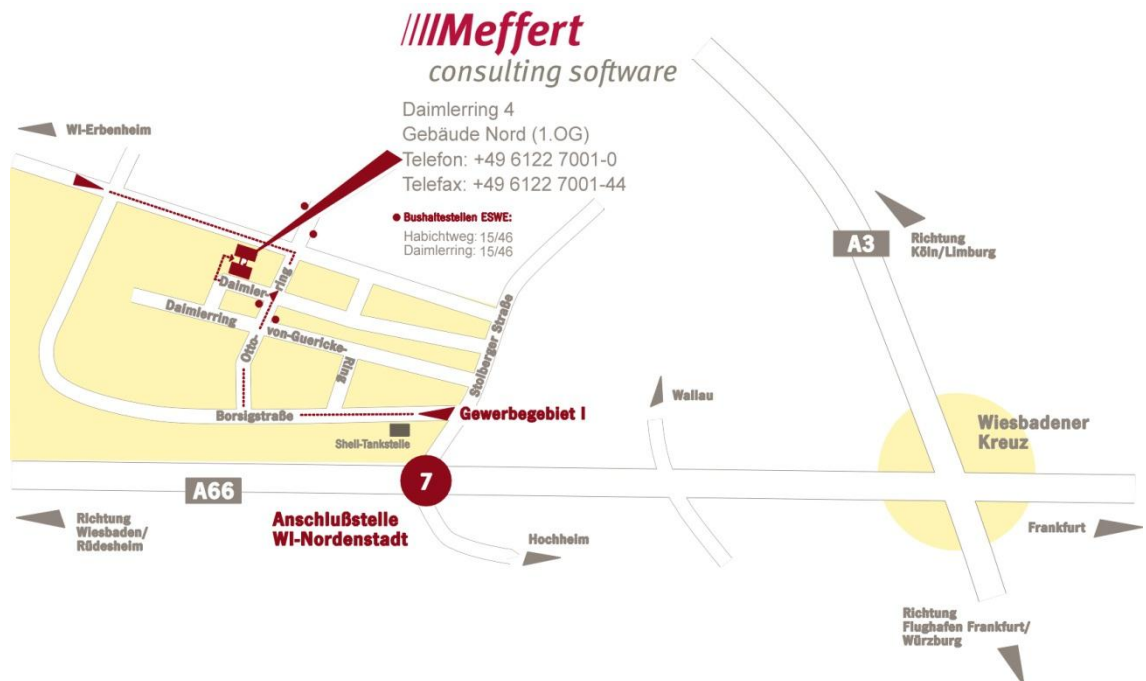 Meffert
consulting software
Daimlerring 4
Gebäude Nord (1.OG)
Telefon: +49 6122 7001-0
Telefax: +49 6122 7001-44
Bushaltestellen ESWE:
Habichtweg: 15/46
Daimlerring: 15/46
WI-Erbenheim
A3
Richtung
Köln/Limburg
Daimler-
ring
Daimlerring
Otto-
von-Guericke-
Ring
Stolberger Straße
Borsigstraße
Gewerbegebiet I
Shell-Tankstelle
Wallau
Wiesbadener
Kreuz
7
A66
Anschlußstelle
WI-Nordenstadt
Richtung
Wiesbaden/
Rüdesheim
Hochheim
Frankfurt
Richtung
Flughafen Frankfurt/
Würzburg